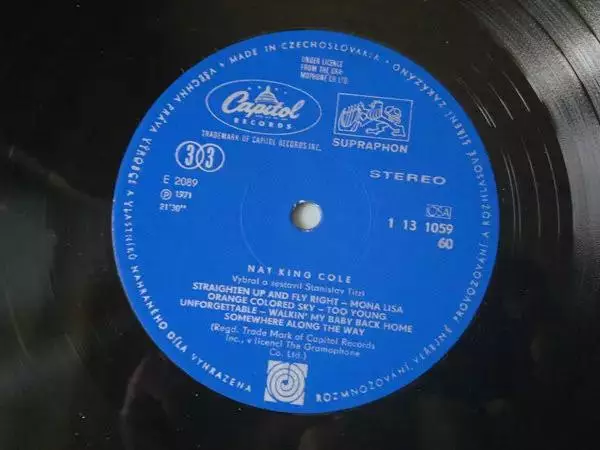 VŠECHNA PRÁVA VÝROBCE A VLASTNÍKŮ NAHRANÉHO DÍLA VYHRAZENA
MADE IN CZECHOSLOVAKIA
ROZMNOŽOVÁNÍ, VEŘEJNÉ PROVOZOVÁNÍ A ROZHLASOVÉ ŠÍŘENÍ ZAKÁZÁNO
UNDER LICENCE
FROM THE GRA-
MOPHONE CO LTD.
Capitol
RECORDS
TRADEMARK OF CAPITOL RECORDS INC.
SUPRAPHON
33
STEREO
E 2089
℗ 1971
21'30"
OSA
1 13 1059
60
NAT KING COLE
Vybral a sestavil Stanislav Titzl
STRAIGHTEN UP AND FLY RIGHT – MONA LISA
ORANGE COLORED SKY – TOO YOUNG
UNFORGETTABLE – WALKIN' MY BABY BACK HOME
SOMEWHERE ALONG THE WAY
(Regd. Trade Mark of Capitol Records
Inc., v licenci The Gramophone
Co. Ltd.)